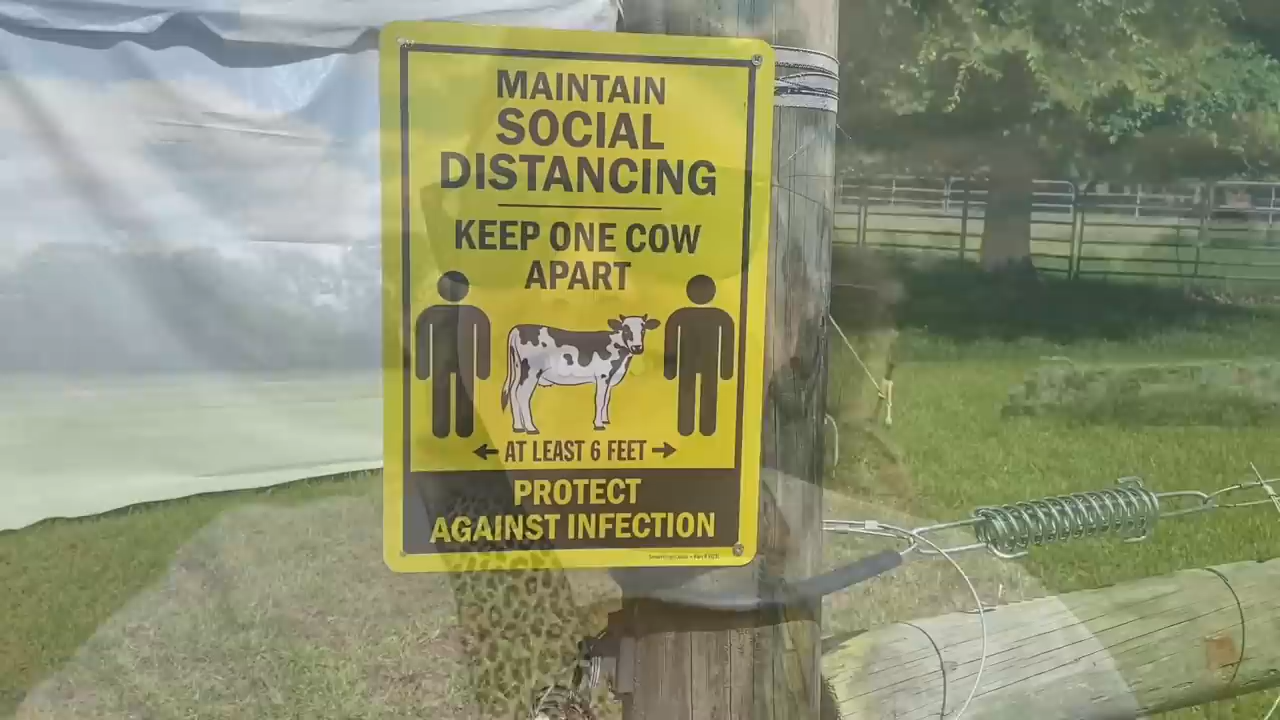 MAINTAIN
SOCIAL
DISTANCING
KEEP ONE COW
APART
← AT LEAST 6 FEET →
PROTECT
AGAINST INFECTION